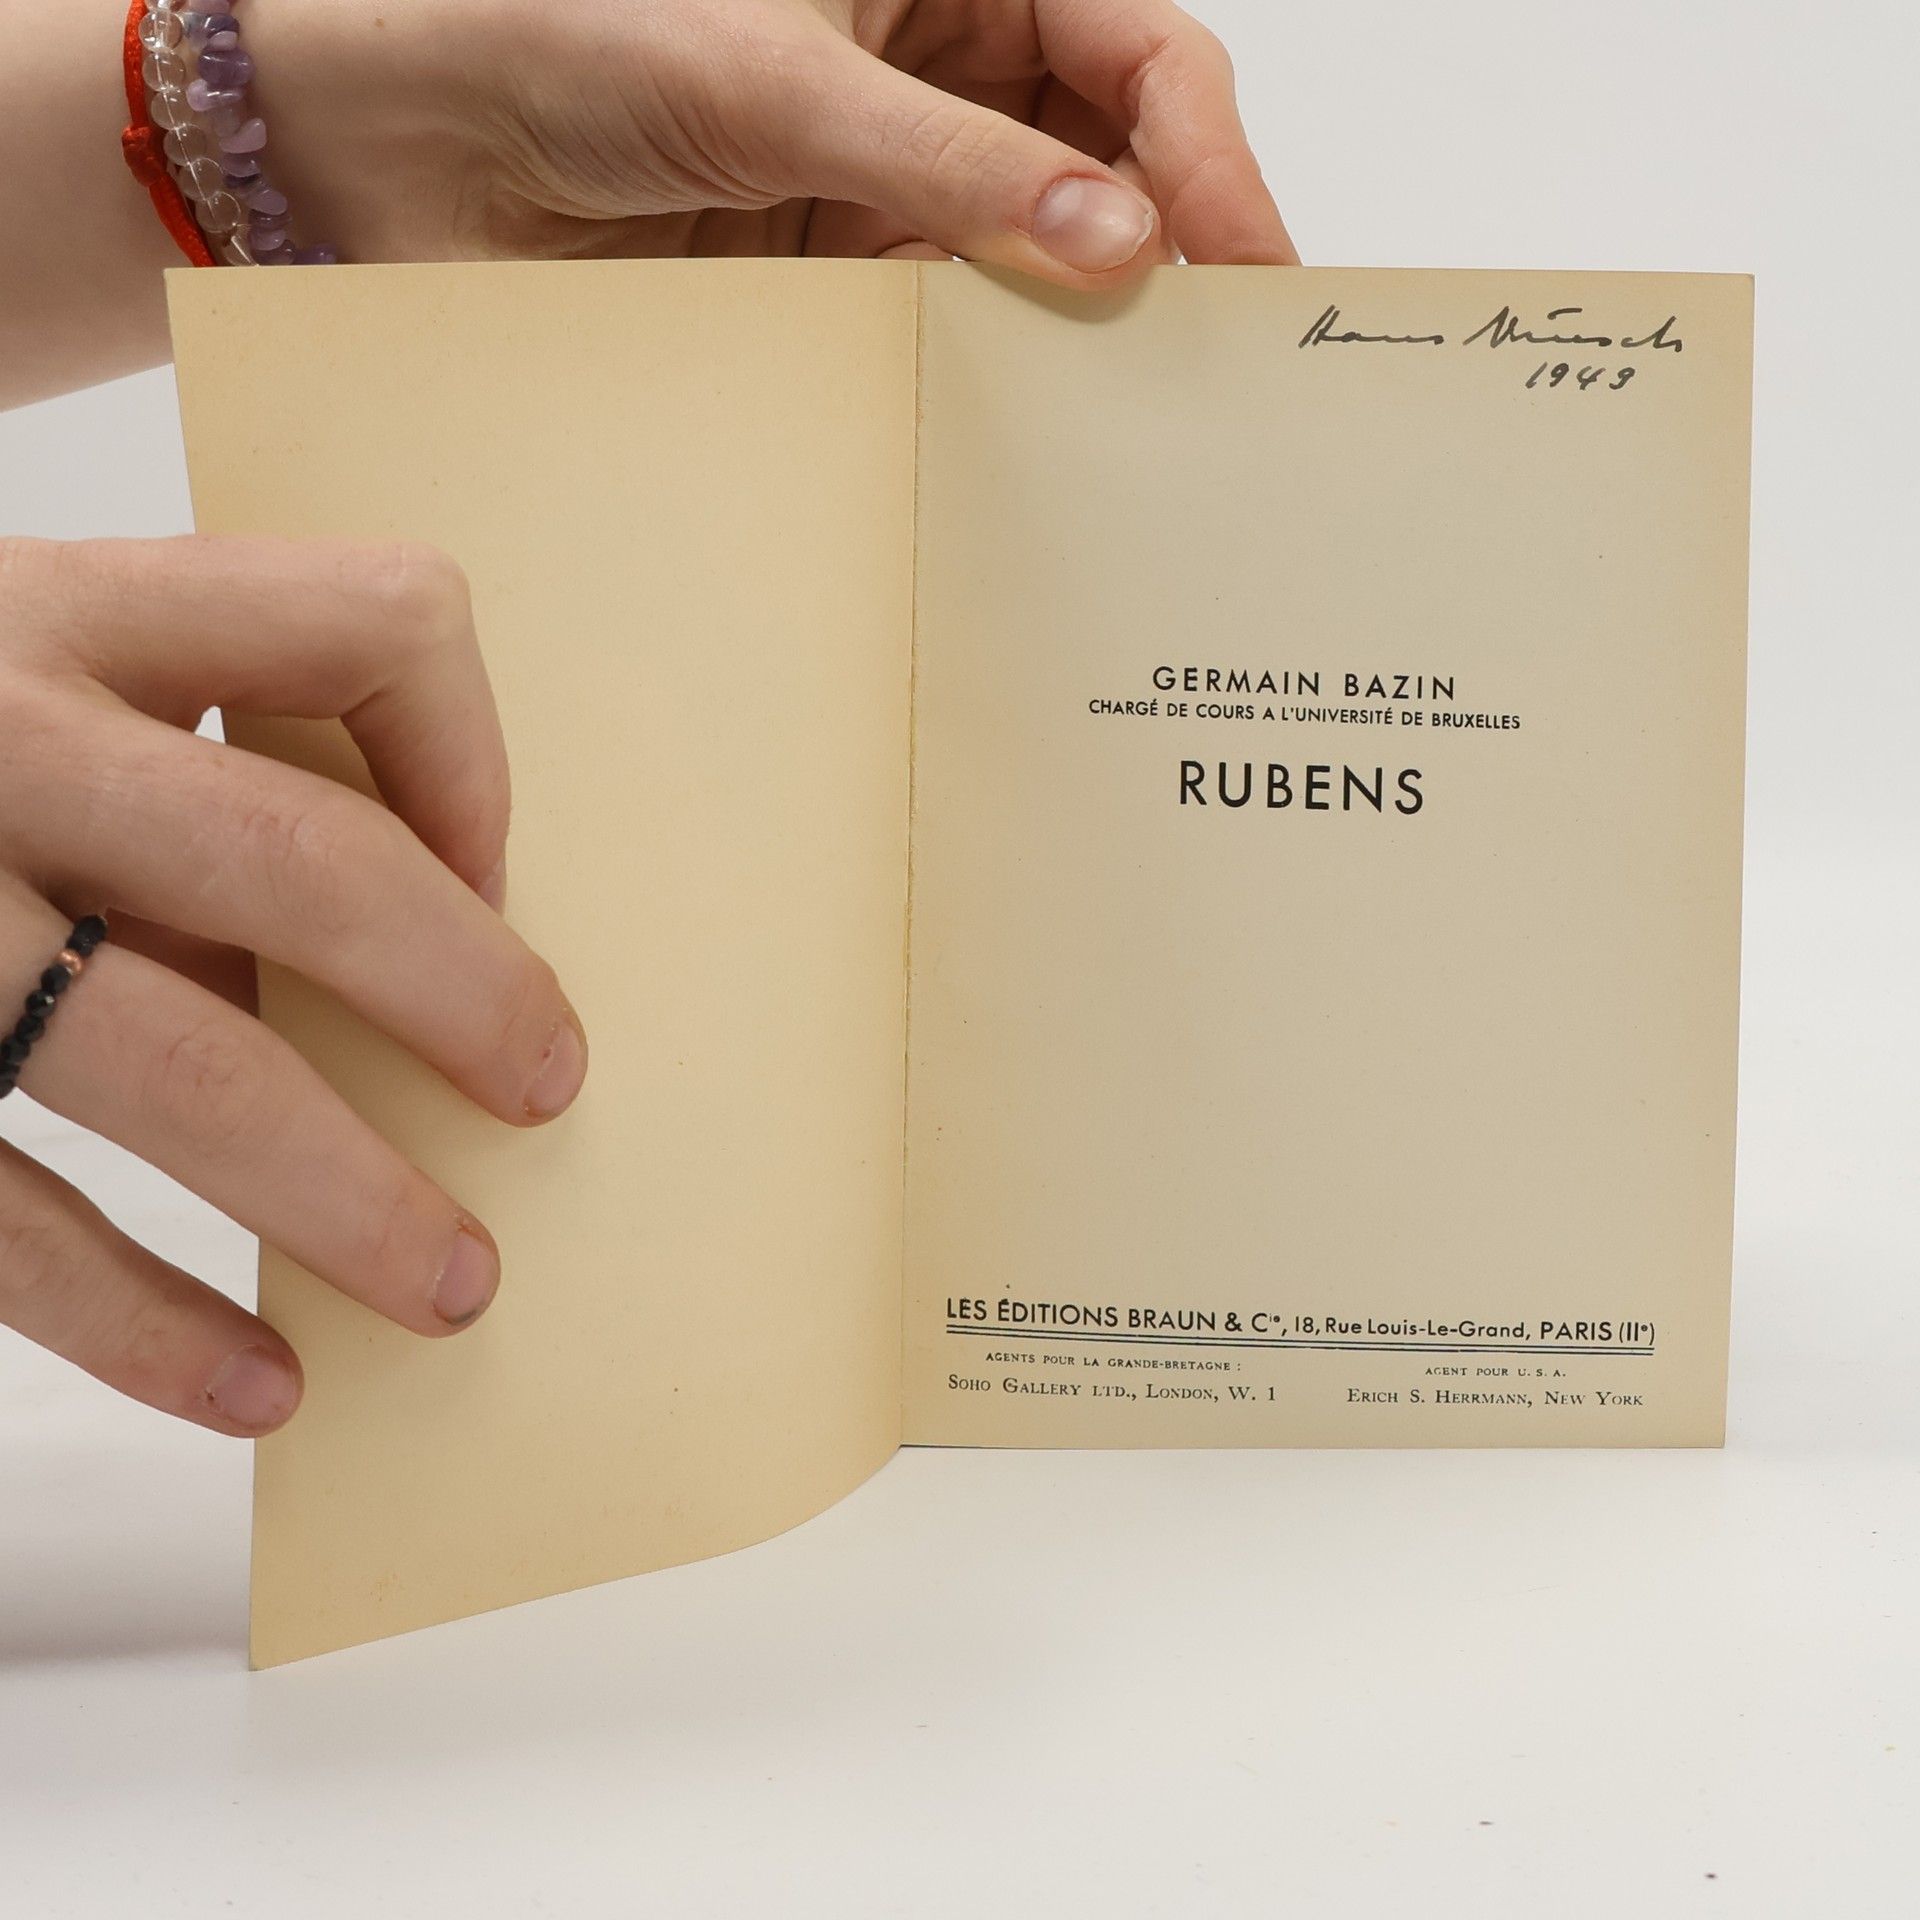 Hans
1949
GERMAIN BAZIN
CHARGÉ DE COURS A L'UNIVERSITÉ DE BRUXELLES
RUBENS
LES ÉDITIONS BRAUN & Cie, 18, Rue Louis-Le-Grand, PARIS (IIe)
AGENTS POUR LA GRANDE-BRETAGNE :
SOHO GALLERY LTD., LONDON, W. 1
AGENT POUR U. S. A.
ERICH S. HERRMANN, NEW YORK